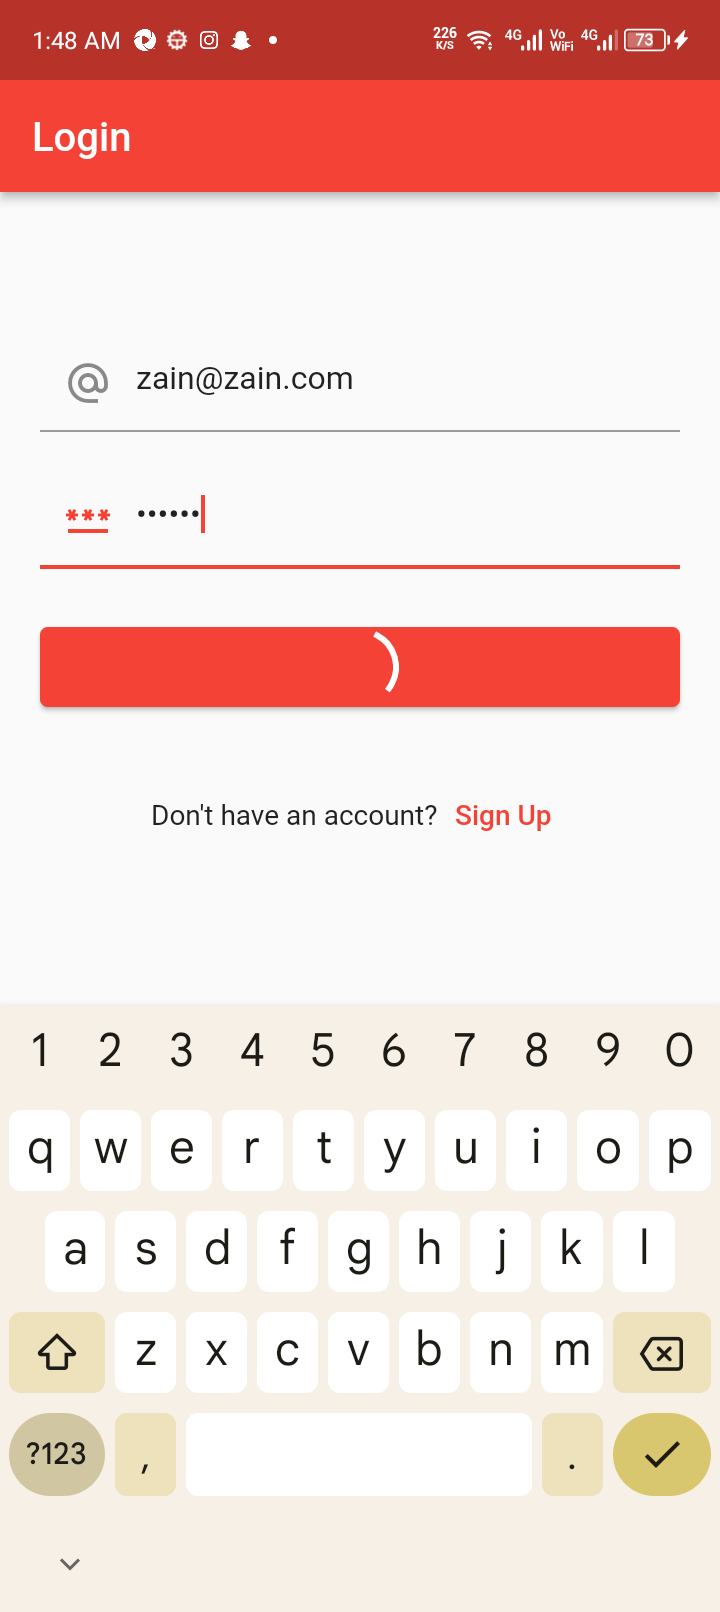 1:48 AM 226 K/S 4G Vo WiFi 4G 73
Login
zain@zain.com
*** ••••••
Don't have an account? Sign Up
1 2 3 4 5 6 7 8 9 0
q w e r t y u i o p
a s d f g h j k l
z x c v b n m
?123 , .